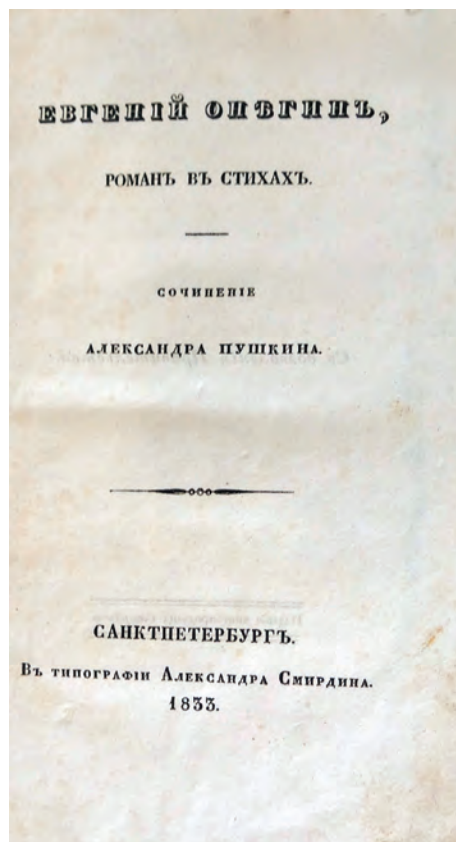 ЕВГЕНІЙ ОНѢГИНЪ,
РОМАНЪ ВЪ СТИХАХЪ.
СОЧИНЕНІЕ
АЛЕКСАНДРА ПУШКИНА.
САНКТПЕТЕРБУРГЪ.
Въ типографіи Александра Смирдина.
1833.